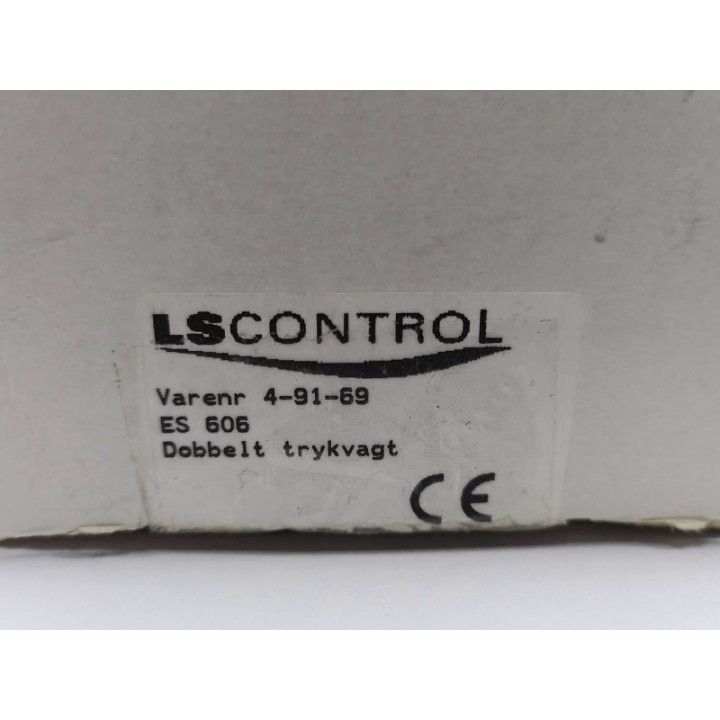 LSCONTROL
Varenr 4-91-69
ES 606
Dobbelt trykvagt
CE